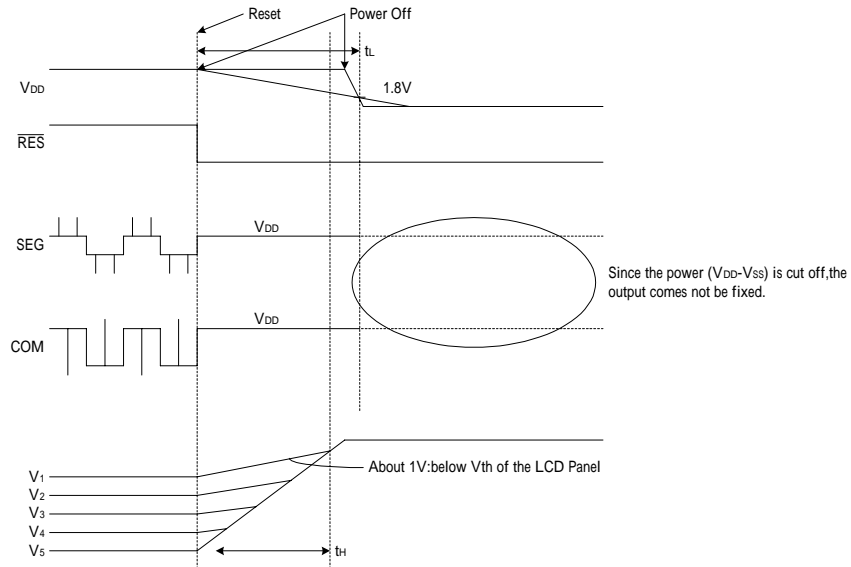 Reset
Power Off
tL
VDD
1.8V
RES
VDD
SEG
Since the power (VDD-VSS) is cut off,the
output comes not be fixed.
VDD
COM
About 1V:below Vth of the LCD Panel
V1
V2
V3
V4
V5
tH